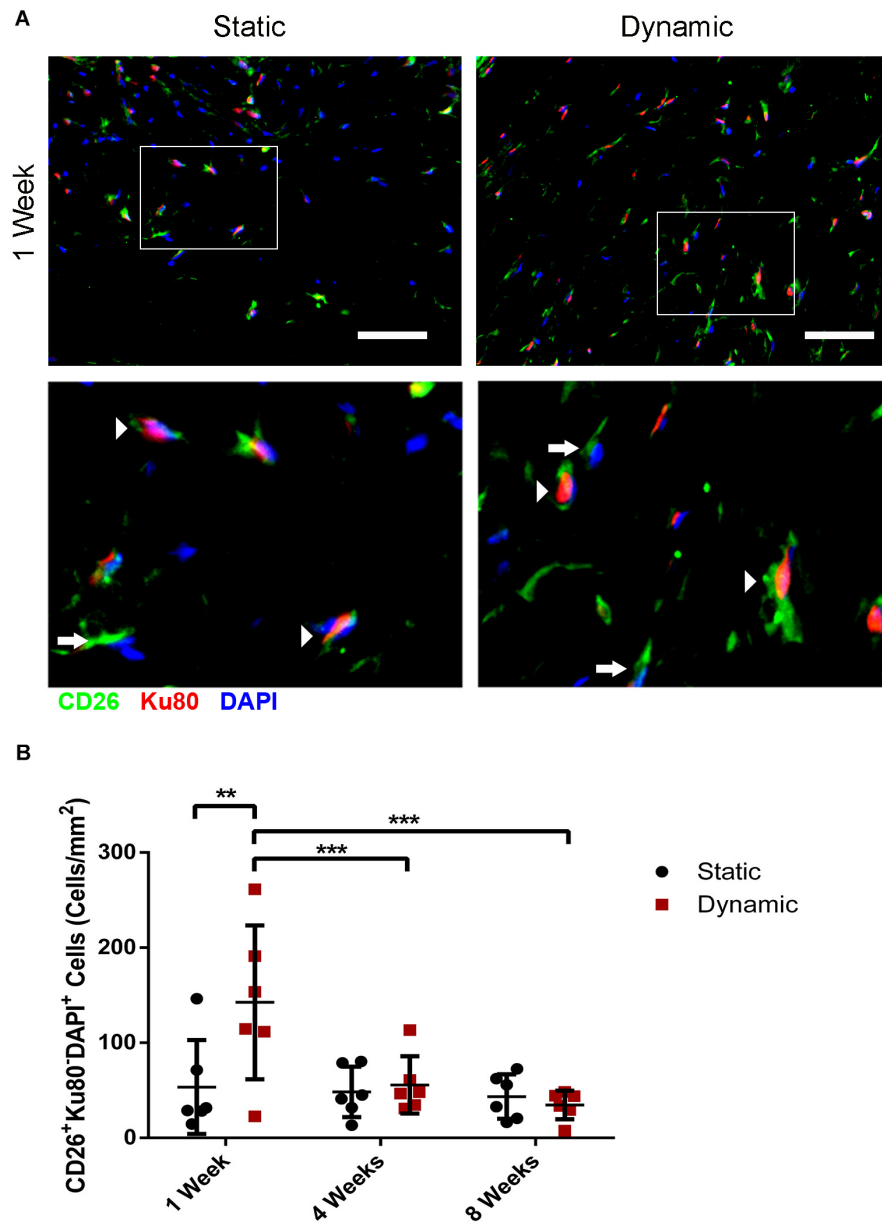 A
Static Dynamic
1 Week
CD26 Ku80 DAPI
B
CD26⁺Ku80⁻DAPI⁺ Cells (Cells/mm²)
** *** ***
300
200
100
0
1 Week 4 Weeks 8 Weeks
Static
Dynamic